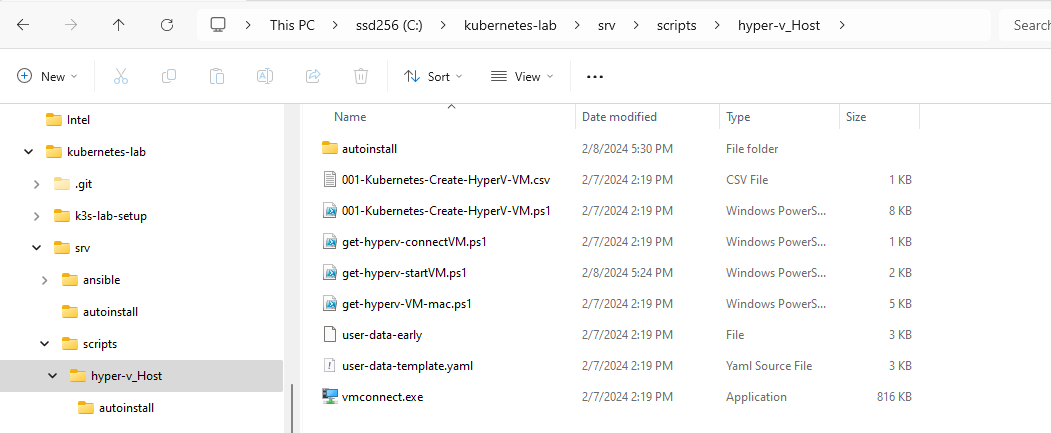 This PC > ssd256 (C:) > kubernetes-lab > srv > scripts > hyper-v_Host >
Search
New
Sort
View
Intel
kubernetes-lab
.git
k3s-lab-setup
srv
ansible
autoinstall
scripts
hyper-v_Host
autoinstall
Name Date modified Type Size
autoinstall 2/8/2024 5:30 PM File folder
001-Kubernetes-Create-HyperV-VM.csv 2/7/2024 2:19 PM CSV File 1 KB
001-Kubernetes-Create-HyperV-VM.ps1 2/7/2024 2:19 PM Windows PowerS... 8 KB
get-hyperv-connectVM.ps1 2/7/2024 2:19 PM Windows PowerS... 1 KB
get-hyperv-startVM.ps1 2/8/2024 5:24 PM Windows PowerS... 2 KB
get-hyperv-VM-mac.ps1 2/7/2024 2:19 PM Windows PowerS... 5 KB
user-data-early 2/7/2024 2:19 PM File 3 KB
user-data-template.yaml 2/7/2024 2:19 PM Yaml Source File 3 KB
vmconnect.exe 2/7/2024 2:19 PM Application 816 KB